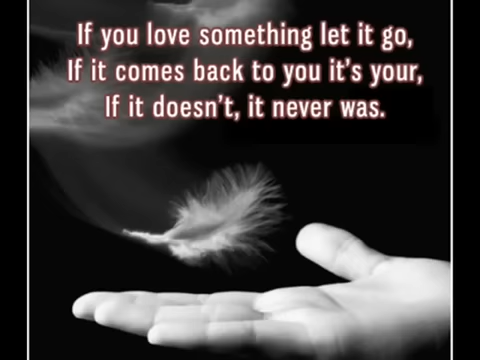 If you love something let it go,
If it comes back to you it's your,
If it doesn't, it never was.